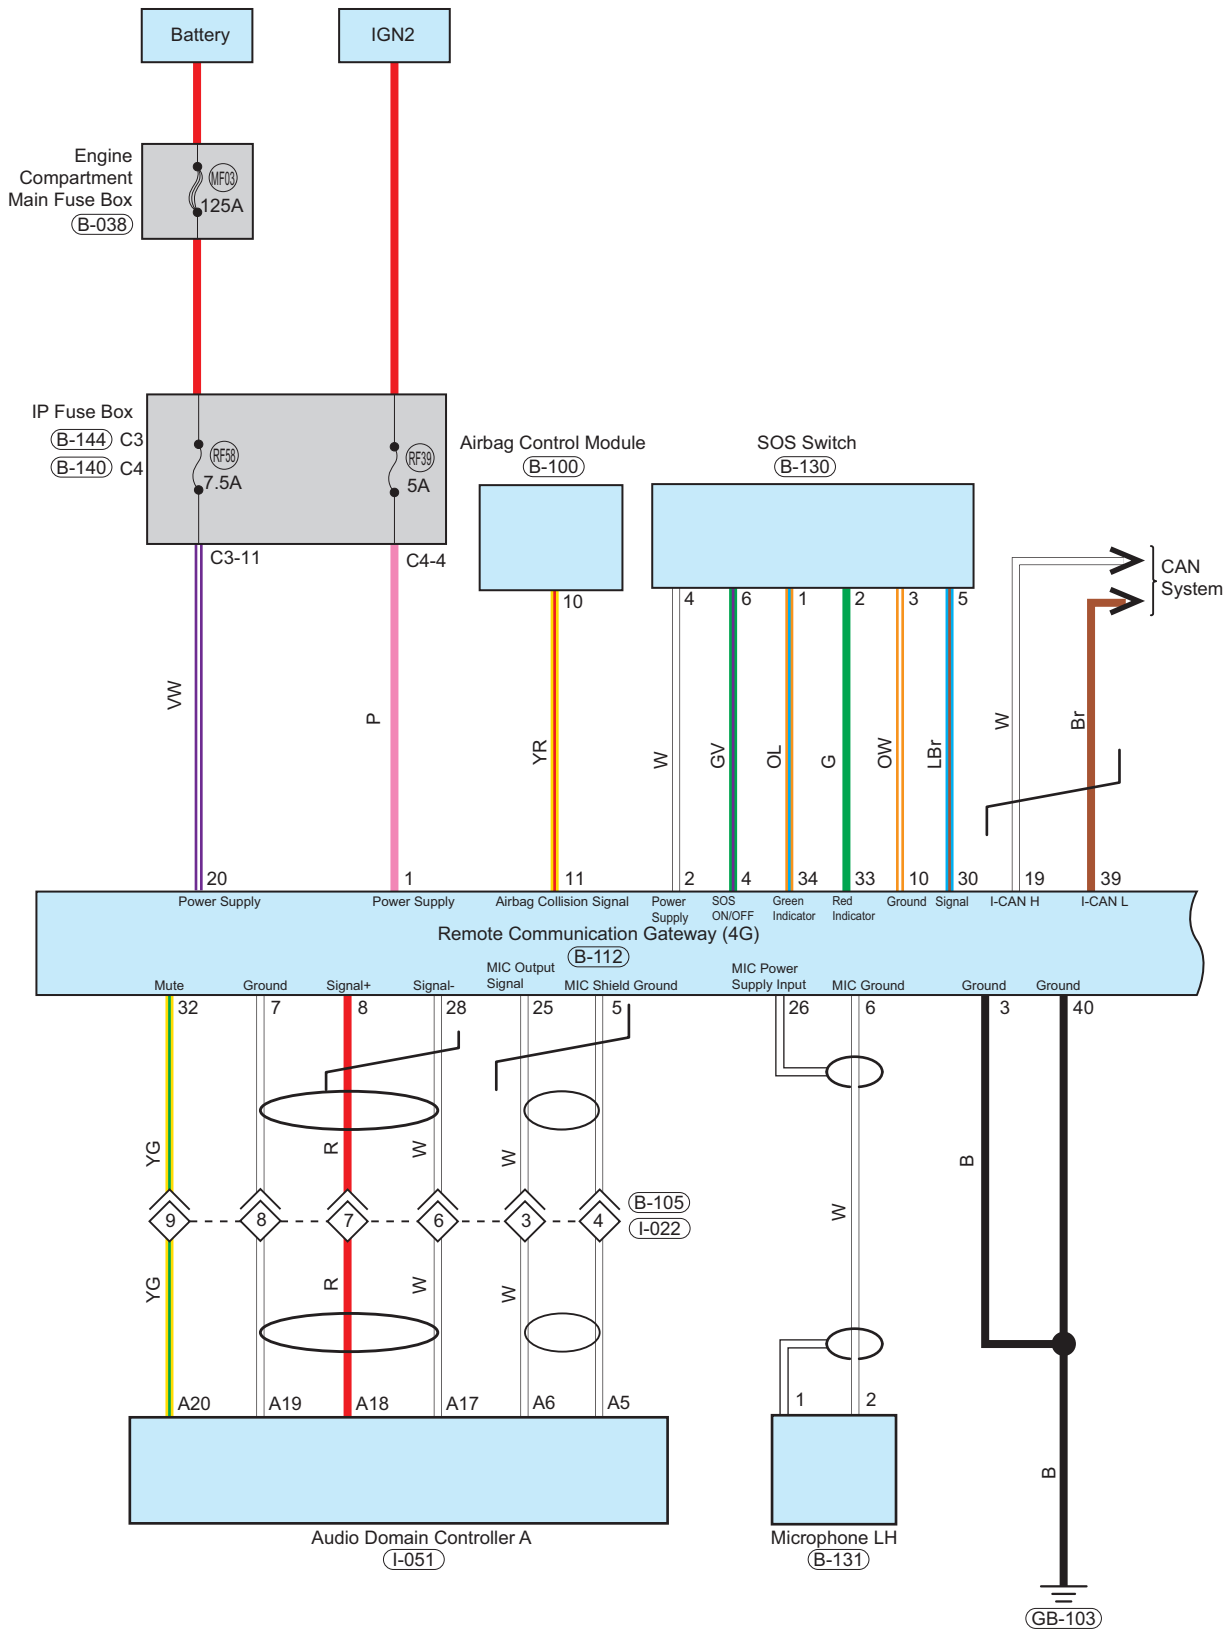 Battery
IGN2
Engine
Compartment
Main Fuse Box
B-038
MF03
125A
IP Fuse Box
B-144 C3
B-140 C4
RF58
7.5A
RF39
5A
C3-11
C4-4
Airbag Control Module
B-100
SOS Switch
B-130
CAN
System
10
4 6 1 2 3 5
VW
P
YR
W
GV
OL
G
OW
LBr
W
Br
20 1 11 2 4 34 33 10 30 19 39
Power Supply
Power Supply
Airbag Collision Signal
Power
Supply
SOS
ON/OFF
Green
Indicator
Red
Indicator
Ground
Signal
I-CAN H
I-CAN L
Remote Communication Gateway (4G)
B-112
Mute
Ground
Signal+
Signal-
MIC Output
Signal
MIC Shield Ground
MIC Power
Supply Input
MIC Ground
Ground
Ground
32 7 8 28 25 5 26 6 3 40
YG
R
W
W
B
9 8 7 6 3 4
B-105
I-022
W
YG
R
W
W
A20 A19 A18 A17 A6 A5
1 2
B
Audio Domain Controller A
I-051
Microphone LH
B-131
GB-103